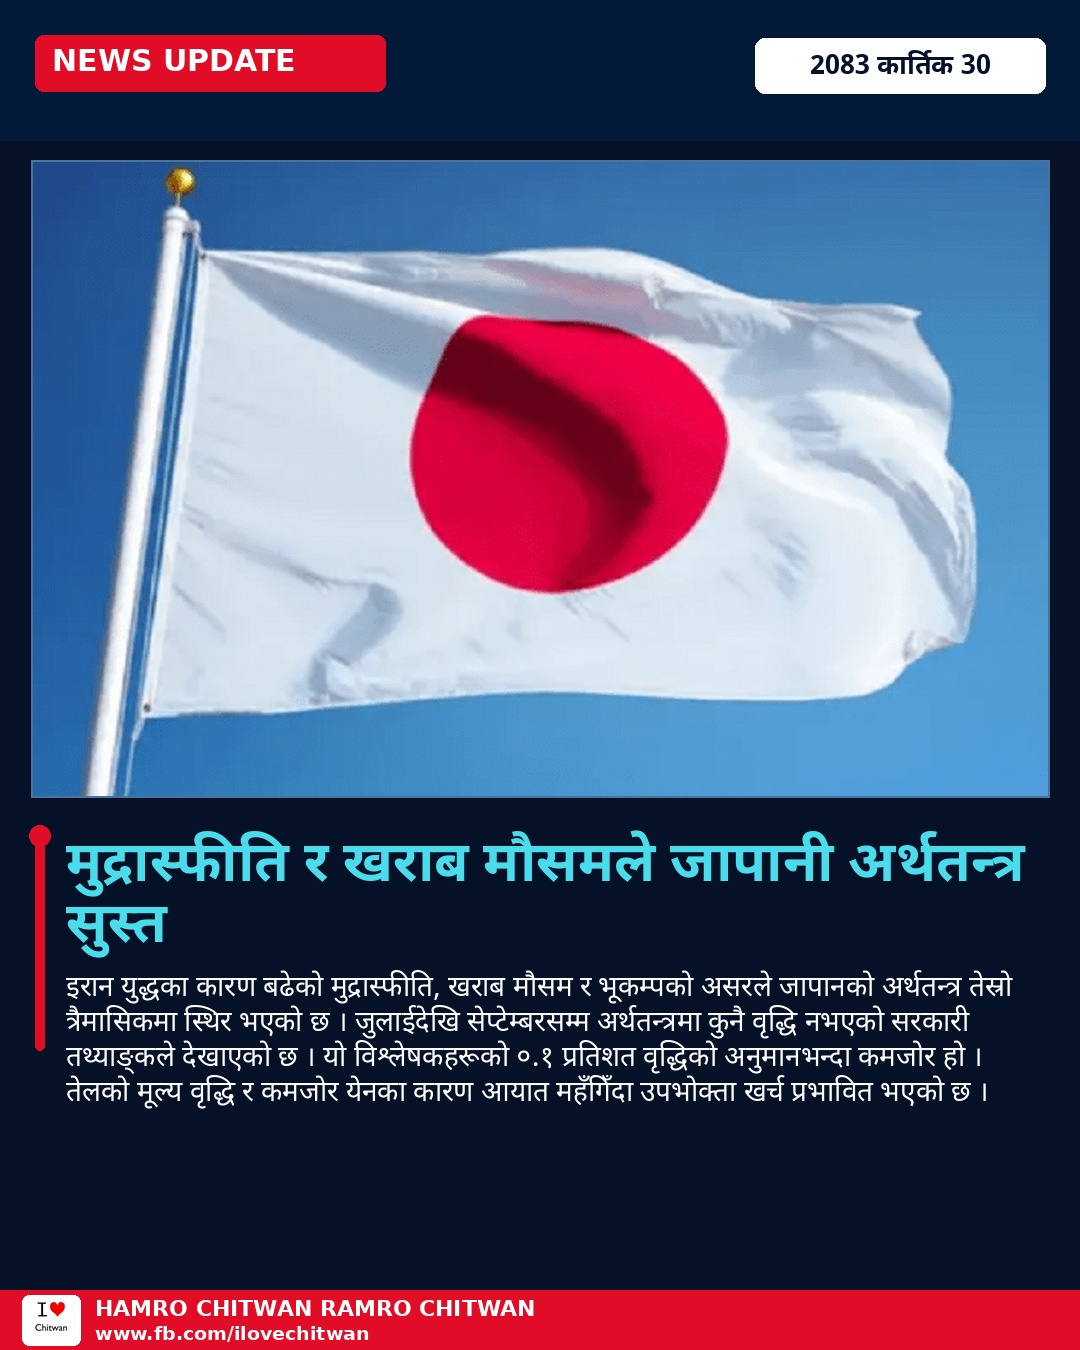 NEWS UPDATE
2083 कार्तिक 30
मुद्रास्फीति र खराब मौसमले जापानी अर्थतन्त्र
सुस्त
इरान युद्धका कारण बढेको मुद्रास्फीति, खराब मौसम र भूकम्पको असरले जापानको अर्थतन्त्र तेस्रो
त्रैमासिकमा स्थिर भएको छ । जुलाईदेखि सेप्टेम्बरसम्म अर्थतन्त्रमा कुनै वृद्धि नभएको सरकारी
तथ्याङ्कले देखाएको छ । यो विश्लेषकहरूको ०.१ प्रतिशत वृद्धिको अनुमानभन्दा कमजोर हो ।
तेलको मूल्य वृद्धि र कमजोर येनका कारण आयात महँगिँदा उपभोक्ता खर्च प्रभावित भएको छ ।
I❤
Chitwan
HAMRO CHITWAN RAMRO CHITWAN
www.fb.com/ilovechitwan